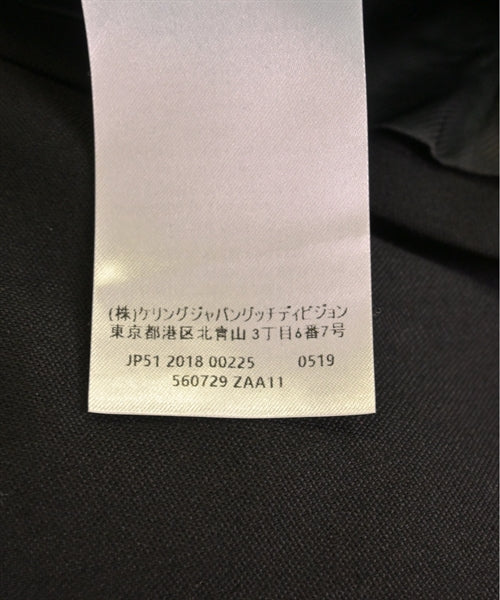 (株)ケリングジャパングッチディビジョン
東京都港区北青山3丁目6番7号
JP51 2018 00225 0519
560729 ZAA11